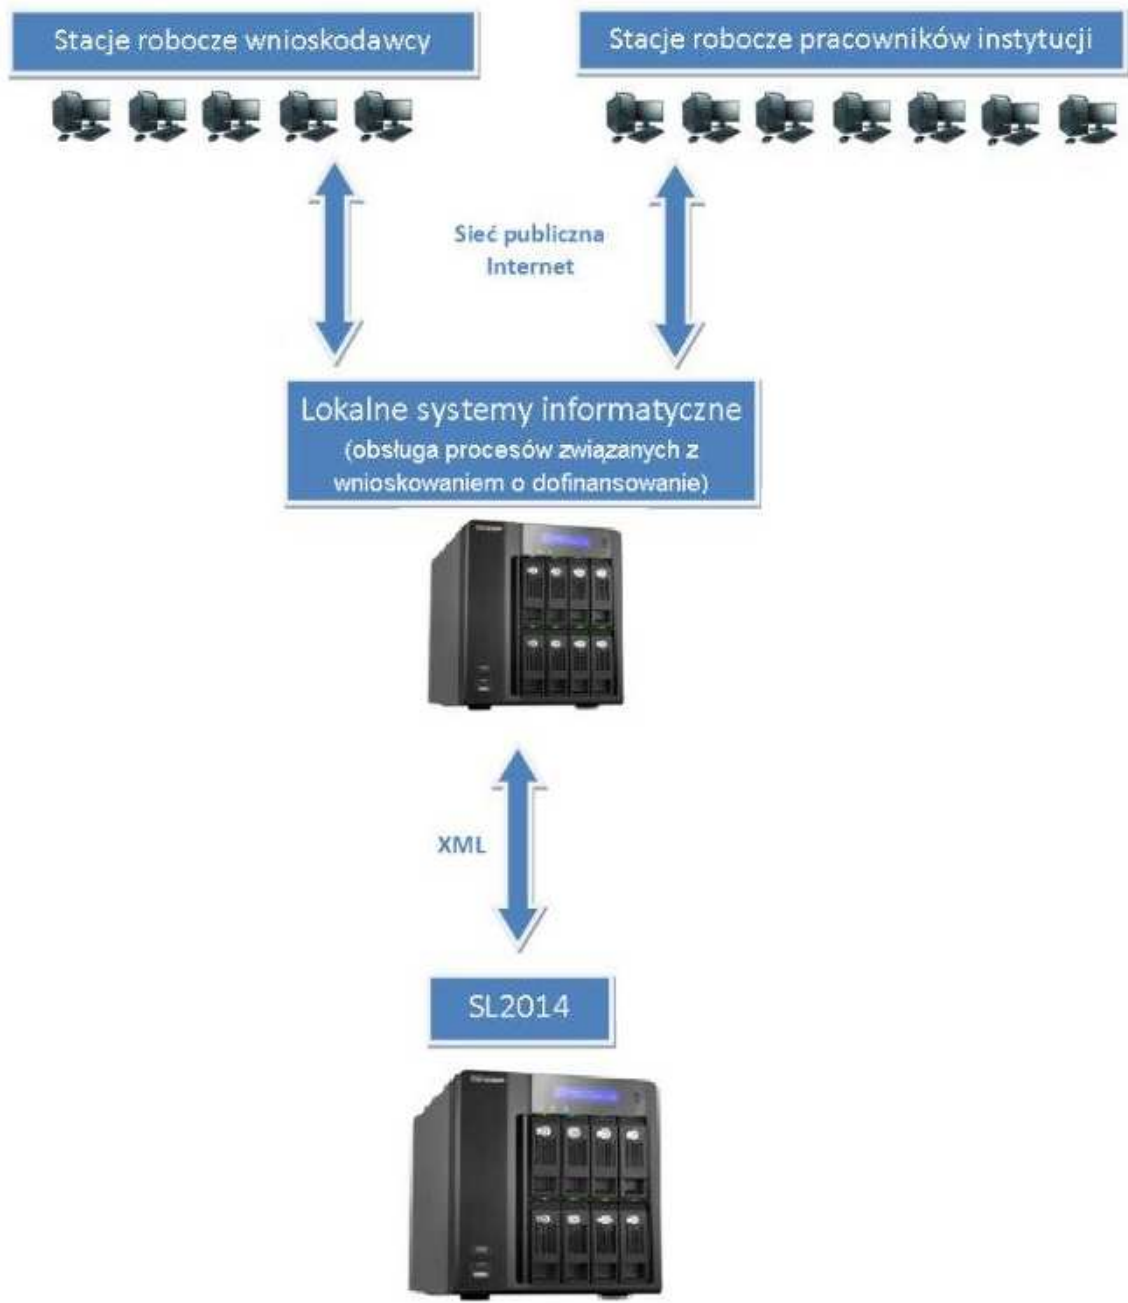 Stacje robocze wnioskodawcy
Stacje robocze pracowników instytucji
Sieć publiczna
Internet
Lokalne systemy informatyczne
(obsługa procesów związanych z
wnioskowaniem o dofinansowanie)
XML
SL2014